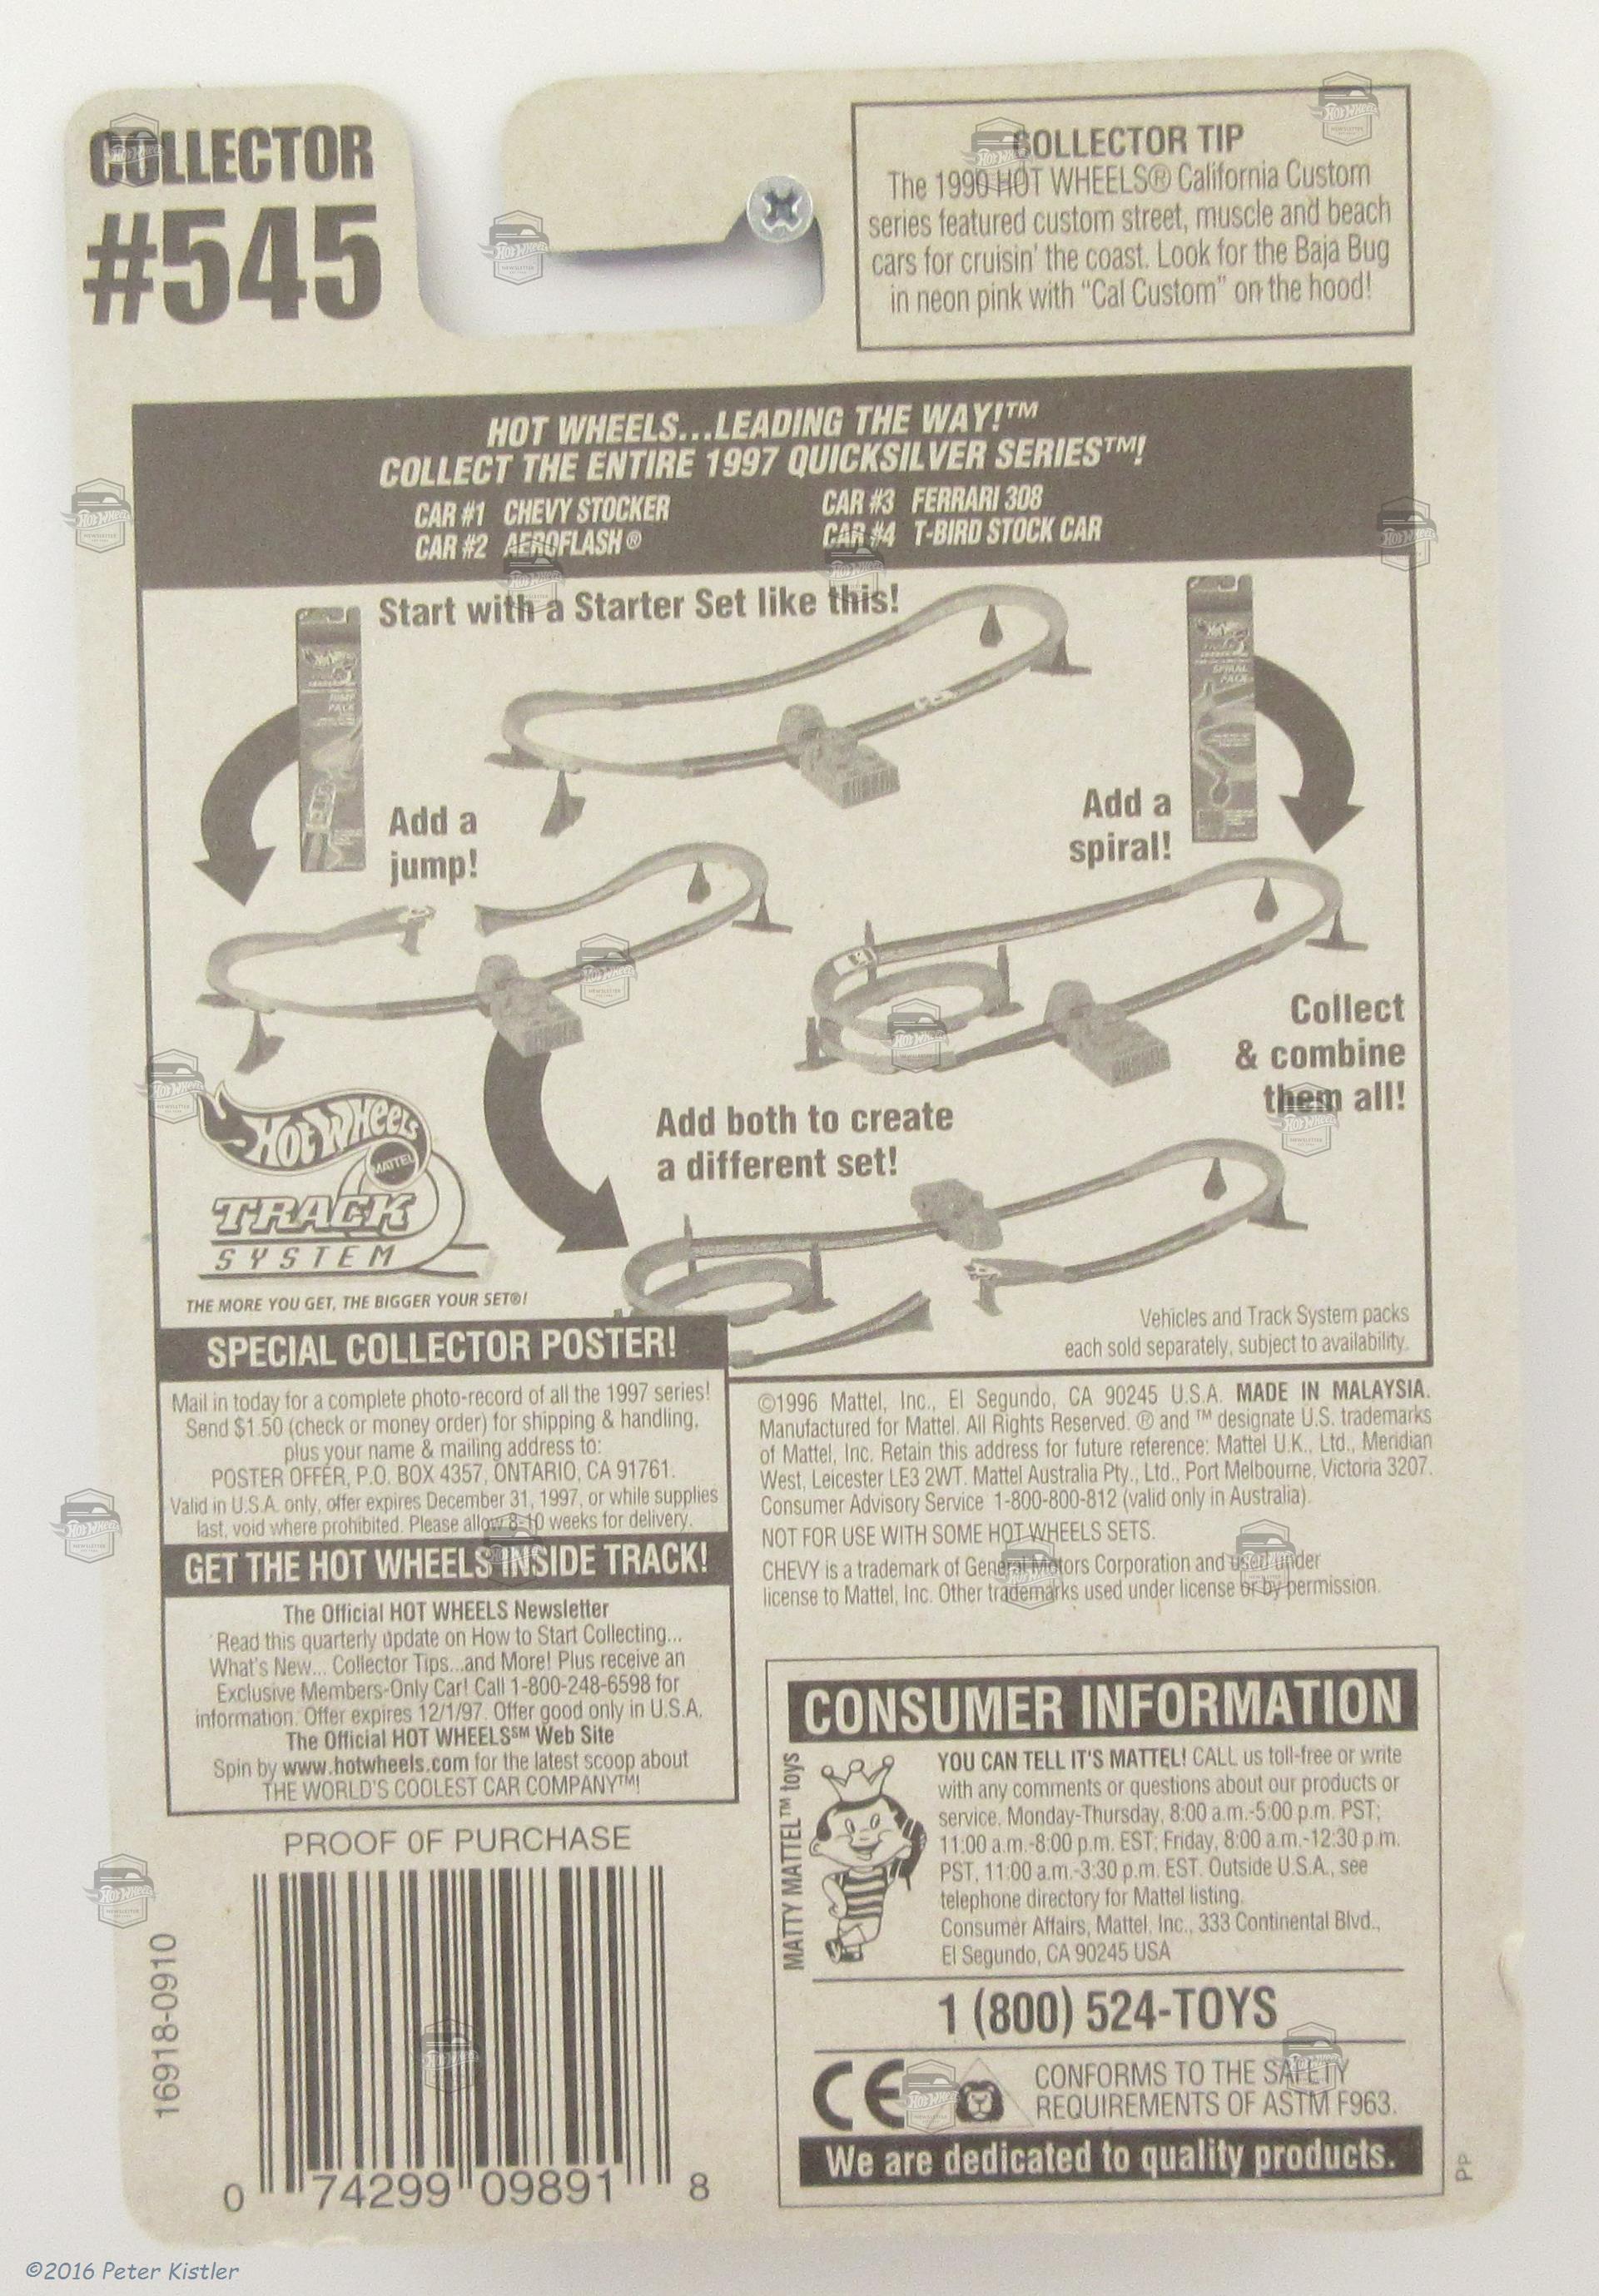 COLLECTOR
#545
COLLECTOR TIP
The 1990 HOT WHEELS® California Custom
series featured custom street, muscle and beach
cars for cruisin' the coast. Look for the Baja Bug
in neon pink with "Cal Custom" on the hood!
HOT WHEELS...LEADING THE WAY!™
COLLECT THE ENTIRE 1997 QUICKSILVER SERIES™!
CAR #1 CHEVY STOCKER
CAR #2 AEROFLASH®
CAR #3 FERRARI 308
CAR #4 T-BIRD STOCK CAR
Start with a Starter Set like this!
Hot Wheels
JUMP
PACK
Hot Wheels
SPIRAL
PACK
Add a
jump!
Add a
spiral!
Collect
& combine
them all!
Add both to create
a different set!
Hot Wheels
MATTEL
TRACK
SYSTEM
THE MORE YOU GET, THE BIGGER YOUR SET®!
Vehicles and Track System packs
each sold separately, subject to availability.
SPECIAL COLLECTOR POSTER!
Mail in today for a complete photo-record of all the 1997 series!
Send $1.50 (check or money order) for shipping & handling,
plus your name & mailing address to:
POSTER OFFER, P.O. BOX 4357, ONTARIO, CA 91761.
Valid in U.S.A. only, offer expires December 31, 1997, or while supplies
last, void where prohibited. Please allow 8-10 weeks for delivery.
GET THE HOT WHEELS INSIDE TRACK!
The Official HOT WHEELS Newsletter
Read this quarterly update on How to Start Collecting...
What's New... Collector Tips...and More! Plus receive an
Exclusive Members-Only Car! Call 1-800-248-6598 for
information. Offer expires 12/1/97. Offer good only in U.S.A.
The Official HOT WHEELS℠ Web Site
Spin by www.hotwheels.com for the latest scoop about
THE WORLD'S COOLEST CAR COMPANY™!
©1996 Mattel, Inc., El Segundo, CA 90245 U.S.A. MADE IN MALAYSIA.
Manufactured for Mattel. All Rights Reserved. ® and ™ designate U.S. trademarks
of Mattel, Inc. Retain this address for future reference: Mattel U.K., Ltd., Meridian
West, Leicester LE3 2WT. Mattel Australia Pty., Ltd., Port Melbourne, Victoria 3207.
Consumer Advisory Service 1-800-800-812 (valid only in Australia).
NOT FOR USE WITH SOME HOT WHEELS SETS.
CHEVY is a trademark of General Motors Corporation and used under
license to Mattel, Inc. Other trademarks used under license or by permission.
CONSUMER INFORMATION
MATTY MATTEL™ toys
YOU CAN TELL IT'S MATTEL! CALL us toll-free or write
with any comments or questions about our products or
service. Monday-Thursday, 8:00 a.m.-5:00 p.m. PST;
11:00 a.m.-8:00 p.m. EST; Friday, 8:00 a.m.-12:30 p.m.
PST, 11:00 a.m.-3:30 p.m. EST. Outside U.S.A., see
telephone directory for Mattel listing.
Consumer Affairs, Mattel, Inc., 333 Continental Blvd.,
El Segundo, CA 90245 USA
1 (800) 524-TOYS
CE
CONFORMS TO THE SAFETY
REQUIREMENTS OF ASTM F963.
We are dedicated to quality products.
PP
PROOF OF PURCHASE
16918-0910
0 74299 09891 8
©2016 Peter Kistler